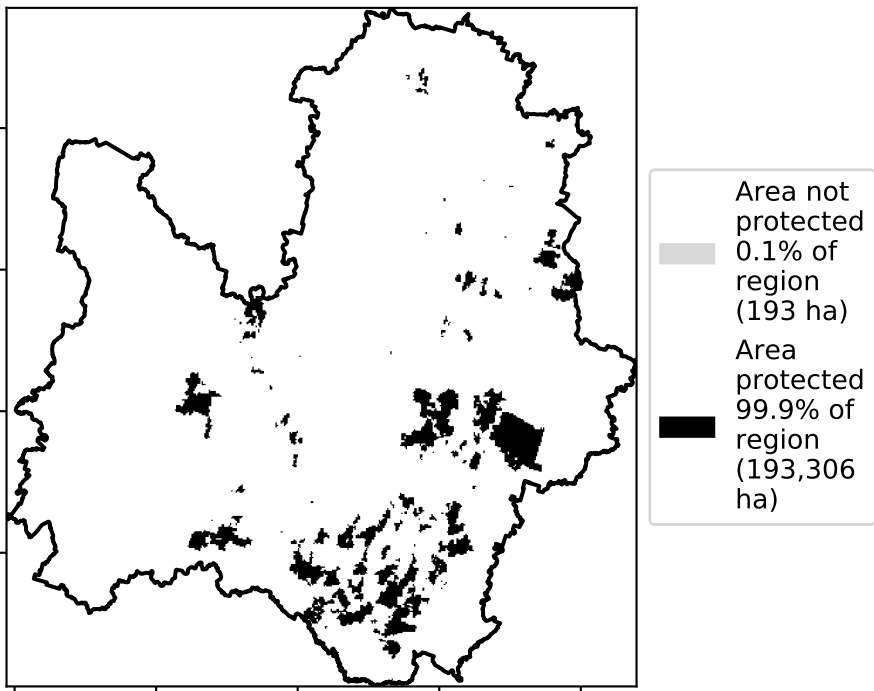 Area not
protected
0.1% of
region
(193 ha)
Area
protected
99.9% of
region
(193,306
ha)